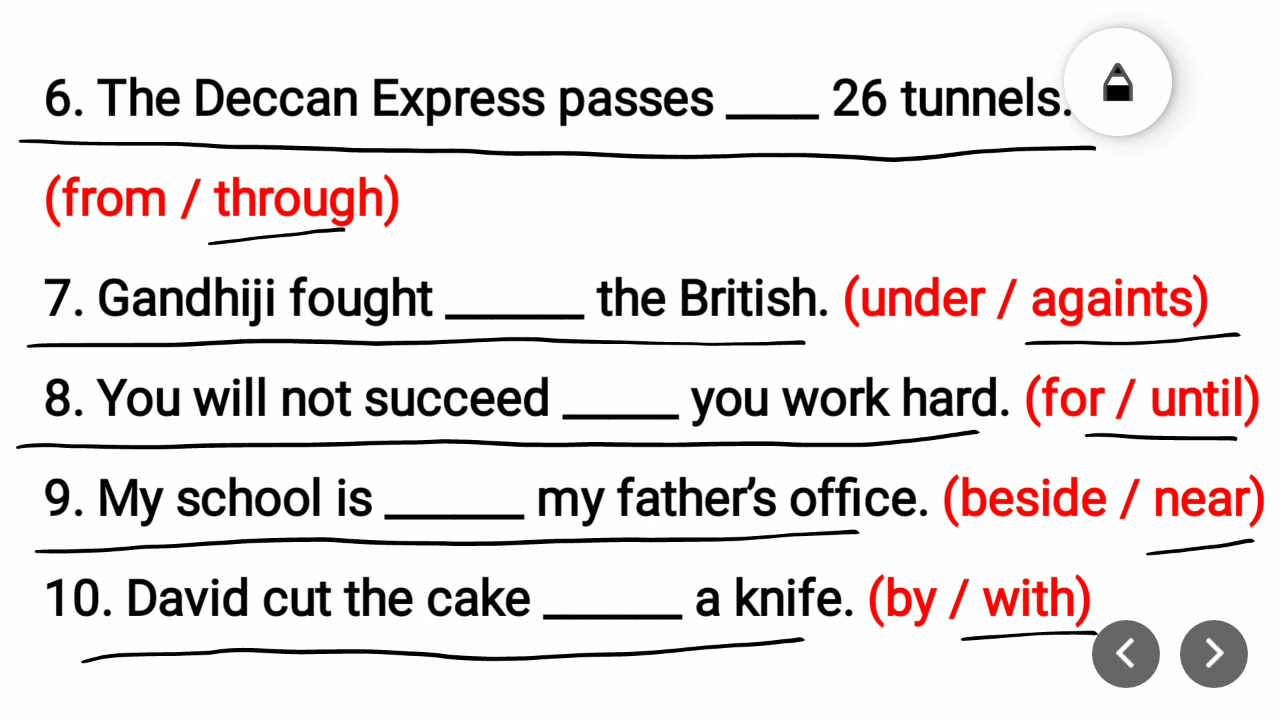 6. The Deccan Express passes ____ 26 tunnels.
(from / through)
7. Gandhiji fought ______ the British. (under / againts)
8. You will not succeed _____ you work hard. (for / until)
9. My school is ______ my father's office. (beside / near)
10. David cut the cake ______ a knife. (by / with)